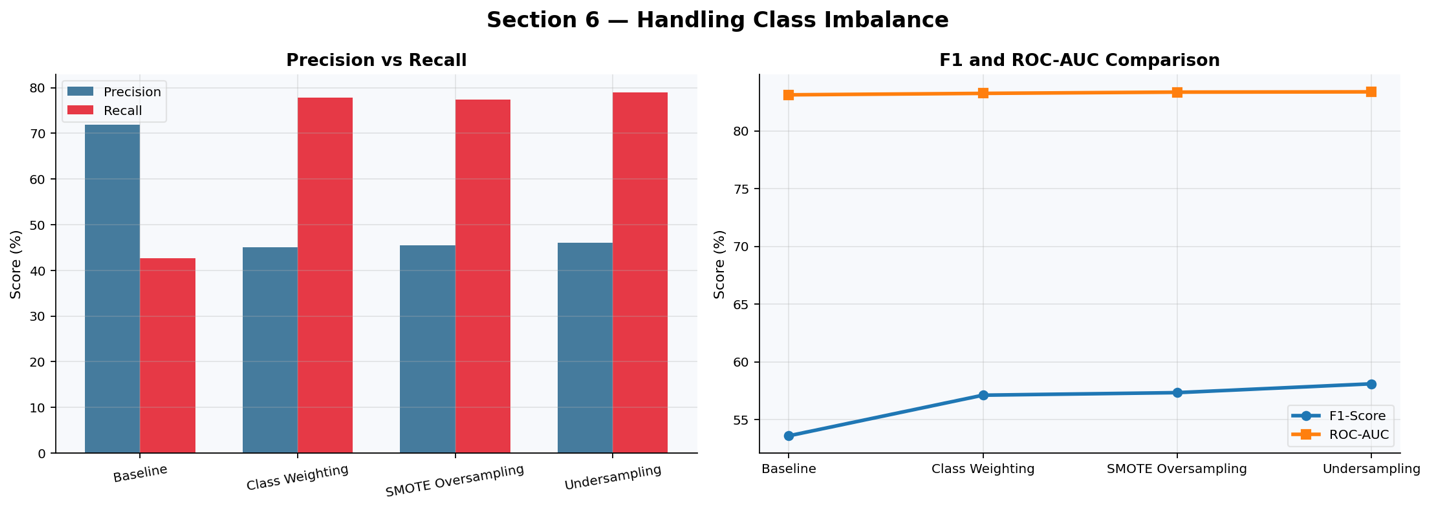 Section 6 — Handling Class Imbalance
Precision vs Recall
Precision
Recall
Score (%)
80
70
60
50
40
30
20
10
0
Baseline
Class Weighting
SMOTE Oversampling
Undersampling
F1 and ROC-AUC Comparison
Score (%)
80
75
70
65
60
55
F1-Score
ROC-AUC
Baseline
Class Weighting
SMOTE Oversampling
Undersampling